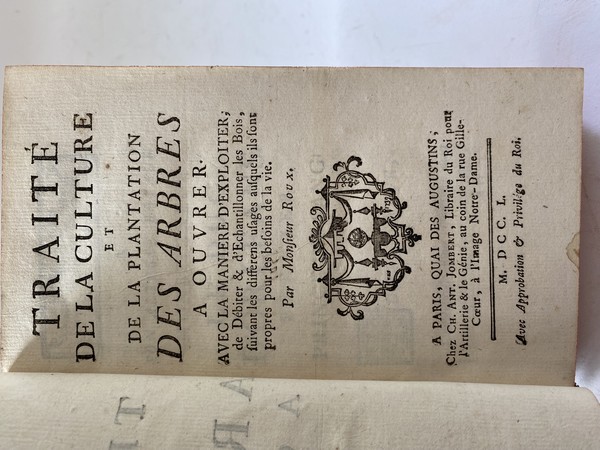 TRAITÉ
DE LA CULTURE
ET
DE LA PLANTATION
DES ARBRES
A OUVRER.
AVEC LA MANIERE D'EXPLOITER,
de Débiter & d'Echantillonner les Bois,
ſuivant les différens uſages auſquels ils ſont
propres pour les beſoins de la vie.
Par Monſieur Roux.
A PARIS, QUAI DES AUGUSTINS;
Chez CH. ANT. JOMBERT, Libraire du Roi pour
l'Artillerie & le Génie, au coin de la rue Gille-
Cœur, à l'Image Notre-Dame.
M. DCC. L.
Avec Approbation & Privilége du Roi.